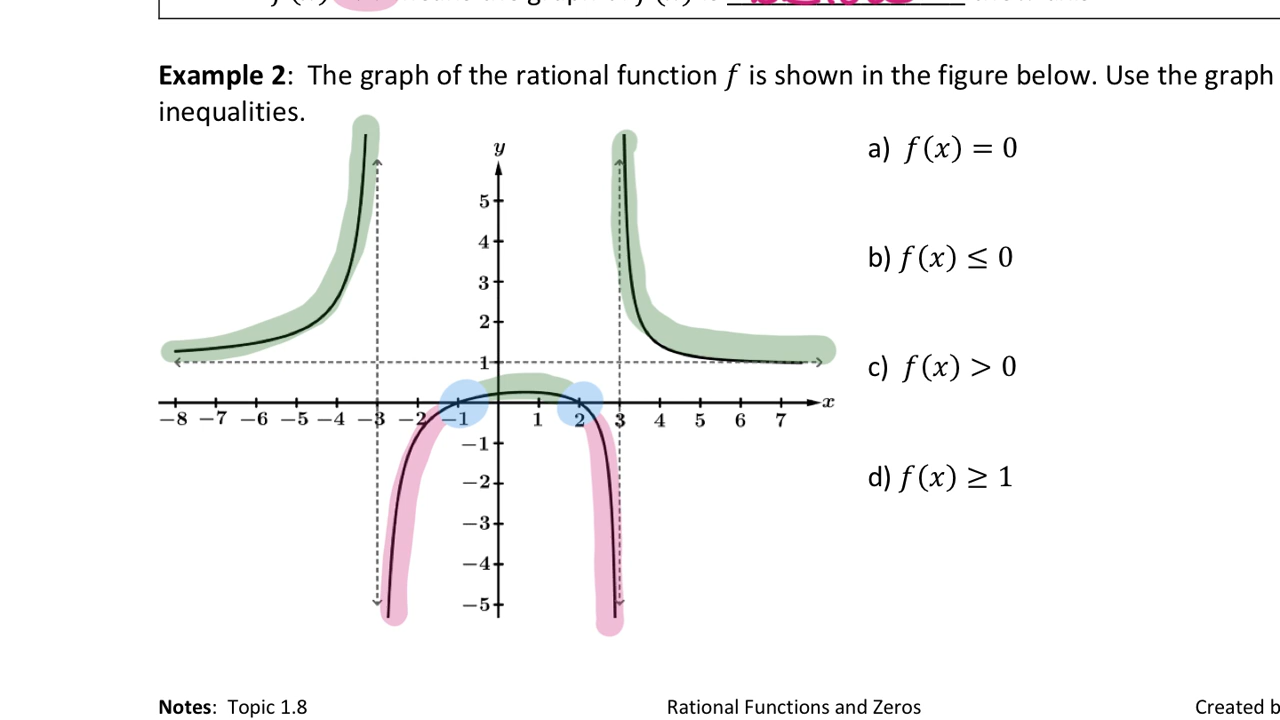 Example 2: The graph of the rational function f is shown in the figure below. Use the graph
inequalities.
y
a) f(x) = 0
5
4
b) f(x) ≤ 0
3
2
1
c) f(x) > 0
−8 −7 −6 −5 −4 −3 −2 −1 1 2 3 4 5 6 7 x
−1
−2
d) f(x) ≥ 1
−3
−4
−5
Notes: Topic 1.8 Rational Functions and Zeros Created